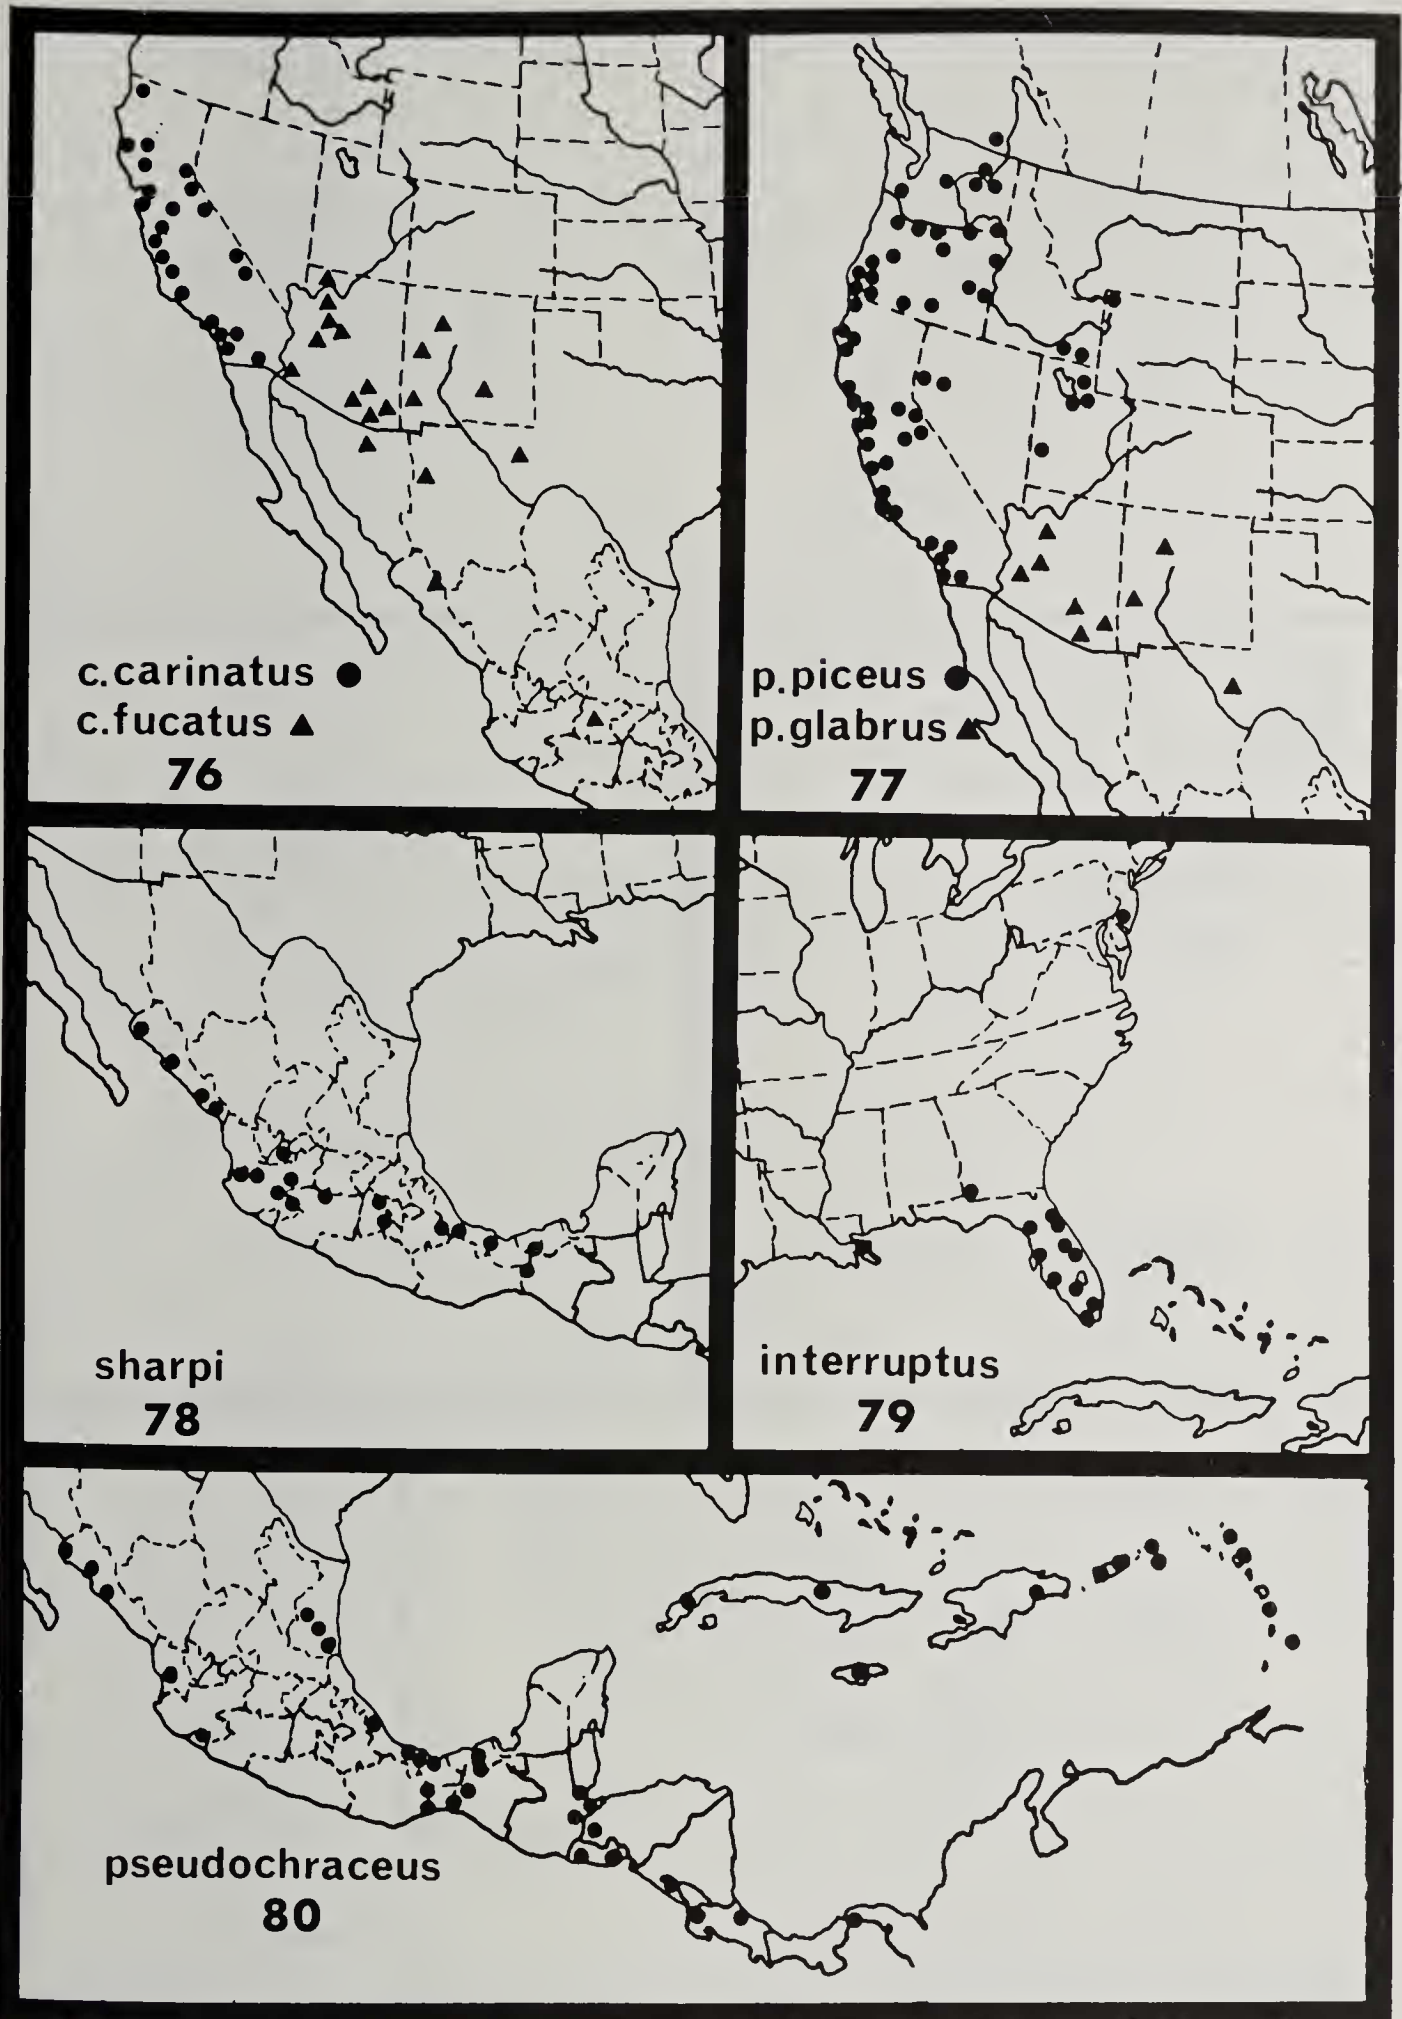 c.carinatus
c.fucatus
76
p.piceus
p.glabrus
77
sharpi
78
interruptus
79
pseudochraceus
80